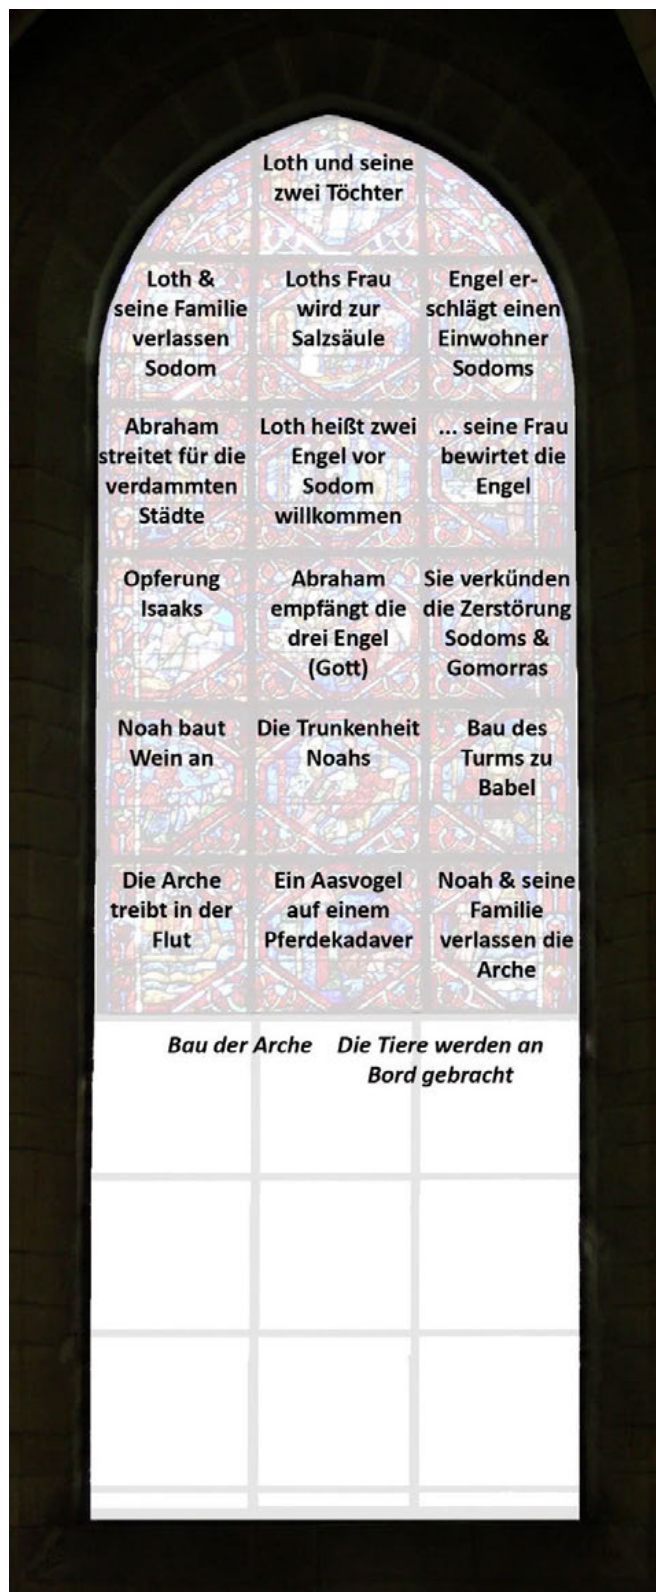 Loth und seine
zwei Töchter
Loth &
seine Familie
verlassen
Sodom
Loths Frau
wird zur
Salzsäule
Engel er-
schlägt einen
Einwohner
Sodoms
Abraham
streitet für die
verdammten
Städte
Loth heißt zwei
Engel vor
Sodom
willkommen
... seine Frau
bewirtet die
Engel
Opferung
Isaaks
Abraham
empfängt die
drei Engel
(Gott)
Sie verkünden
die Zerstörung
Sodoms &
Gomorras
Noah baut
Wein an
Die Trunkenheit
Noahs
Bau des
Turms zu
Babel
Die Arche
treibt in der
Flut
Ein Aasvogel
auf einem
Pferdekadaver
Noah & seine
Familie
verlassen die
Arche
Bau der Arche
Die Tiere werden an
Bord gebracht